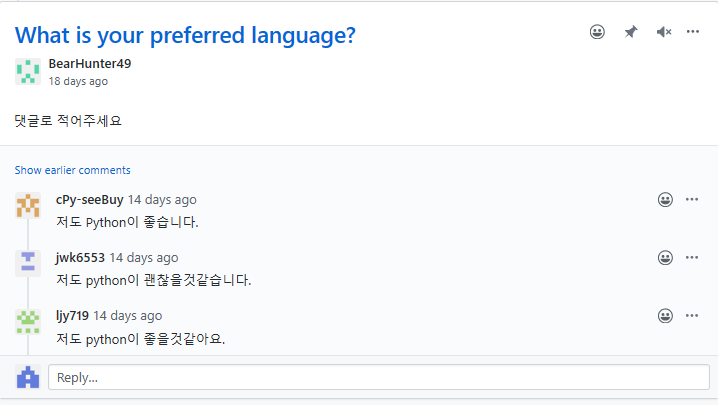 What is your preferred language?
BearHunter49
18 days ago
댓글로 적어주세요
Show earlier comments
cPy-seeBuy 14 days ago
저도 Python이 좋습니다.
jwk6553 14 days ago
저도 python이 괜찮을것같습니다.
ljy719 14 days ago
저도 python이 좋을것같아요.
Reply...